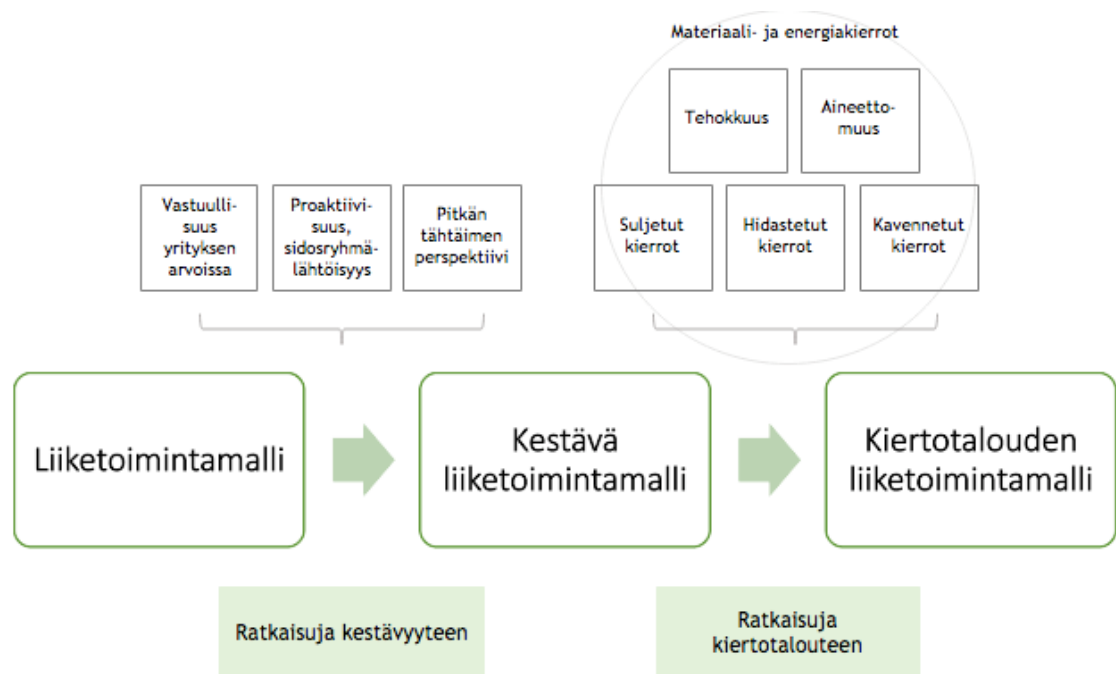 Materiaali- ja energiakierrot
Tehokkuus
Aineetto-
muus
Vastuulli-
suus
yrityksen
arvoissa
Proaktiivi-
suus,
sidosryhmä-
lähtöisyys
Pitkän
tähtäimen
perspektiivi
Suljetut
kierrot
Hidastetut
kierrot
Kavennetut
kierrot
Liiketoimintamalli
Kestävä
liiketoimintamalli
Kiertotalouden
liiketoimintamalli
Ratkaisuja kestävyyteen
Ratkaisuja
kiertotalouteen